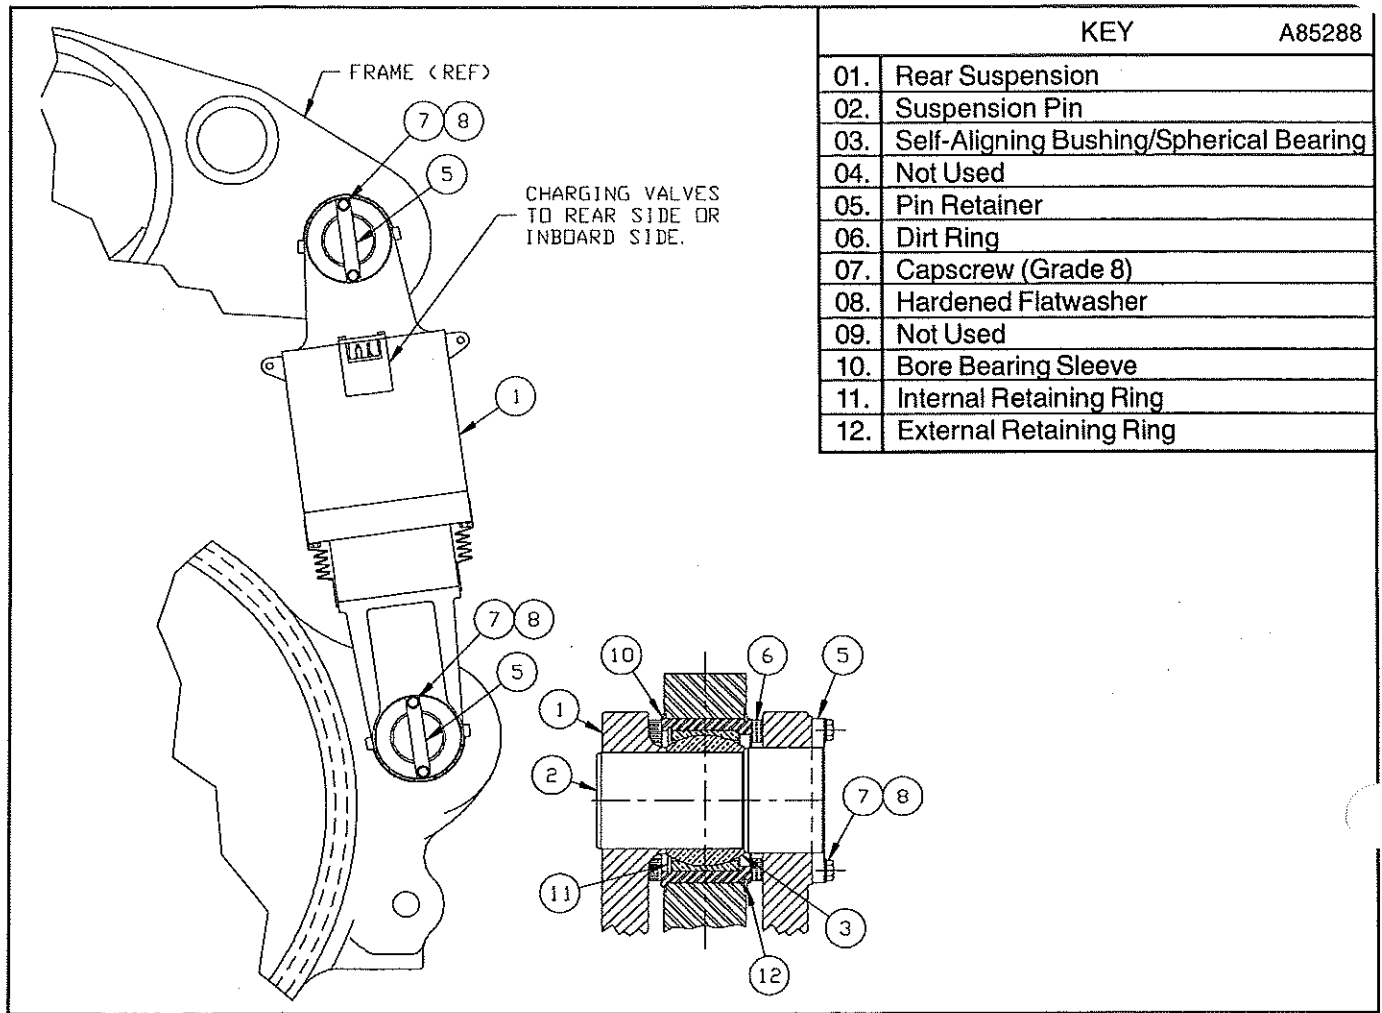 KEY A85288
01. Rear Suspension
02. Suspension Pin
03. Self-Aligning Bushing/Spherical Bearing
04. Not Used
05. Pin Retainer
06. Dirt Ring
07. Capscrew (Grade 8)
08. Hardened Flatwasher
09. Not Used
10. Bore Bearing Sleeve
11. Internal Retaining Ring
12. External Retaining Ring
FRAME (REF)
7 8
5
CHARGING VALVES
TO REAR SIDE OR
INBOARD SIDE.
1
7 8
5
10
6
5
1
2
7 8
11
3
12